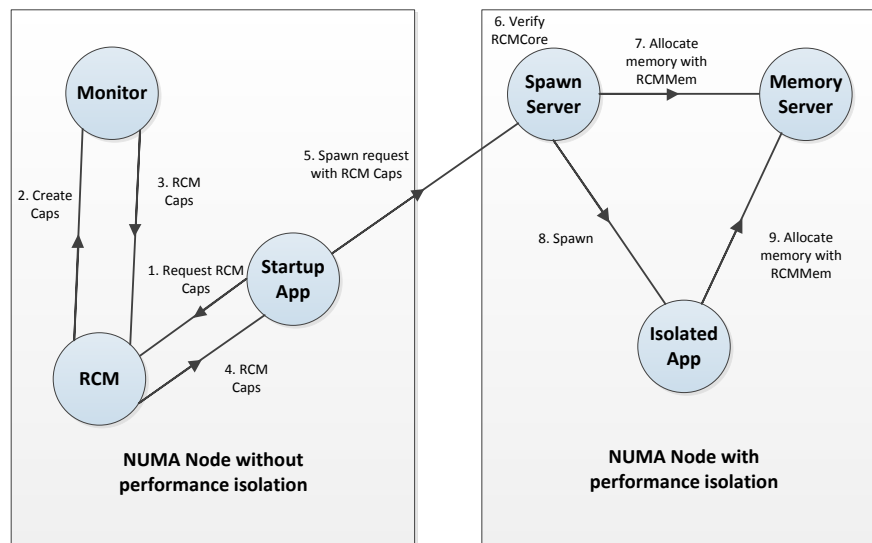 Monitor
2. Create
Caps
3. RCM
Caps
1. Request RCM
Caps
Startup
App
RCM
4. RCM
Caps
NUMA Node without
performance isolation
5. Spawn request
with RCM Caps
6. Verify
RCMCore
Spawn
Server
7. Allocate
memory with
RCMMem
Memory
Server
8. Spawn
9. Allocate
memory with
RCMMem
Isolated
App
NUMA Node with
performance isolation